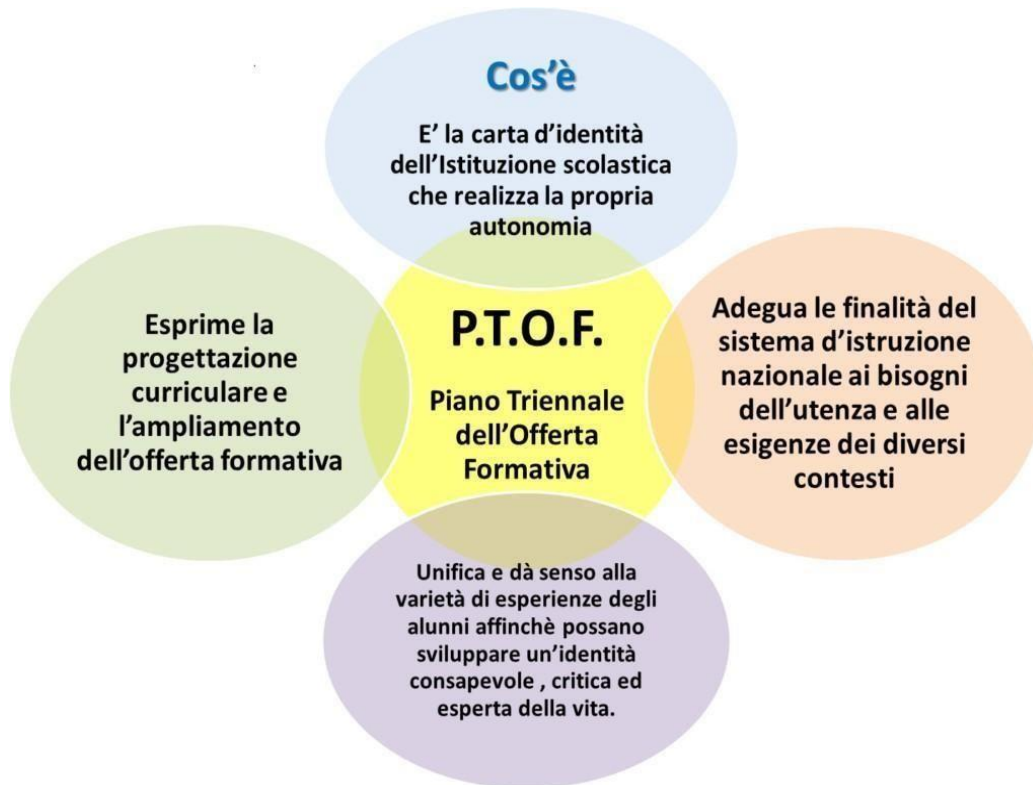 Cos'è
E' la carta d'identità
dell'Istituzione scolastica
che realizza la propria
autonomia
Esprime la
progettazione
curriculare e
l'ampliamento
dell'offerta formativa
P.T.O.F.
Piano Triennale
dell'Offerta
Formativa
Adegua le finalità del
sistema d'istruzione
nazionale ai bisogni
dell'utenza e alle
esigenze dei diversi
contesti
Unifica e dà senso alla
varietà di esperienze degli
alunni affinchè possano
sviluppare un'identità
consapevole , critica ed
esperta della vita.